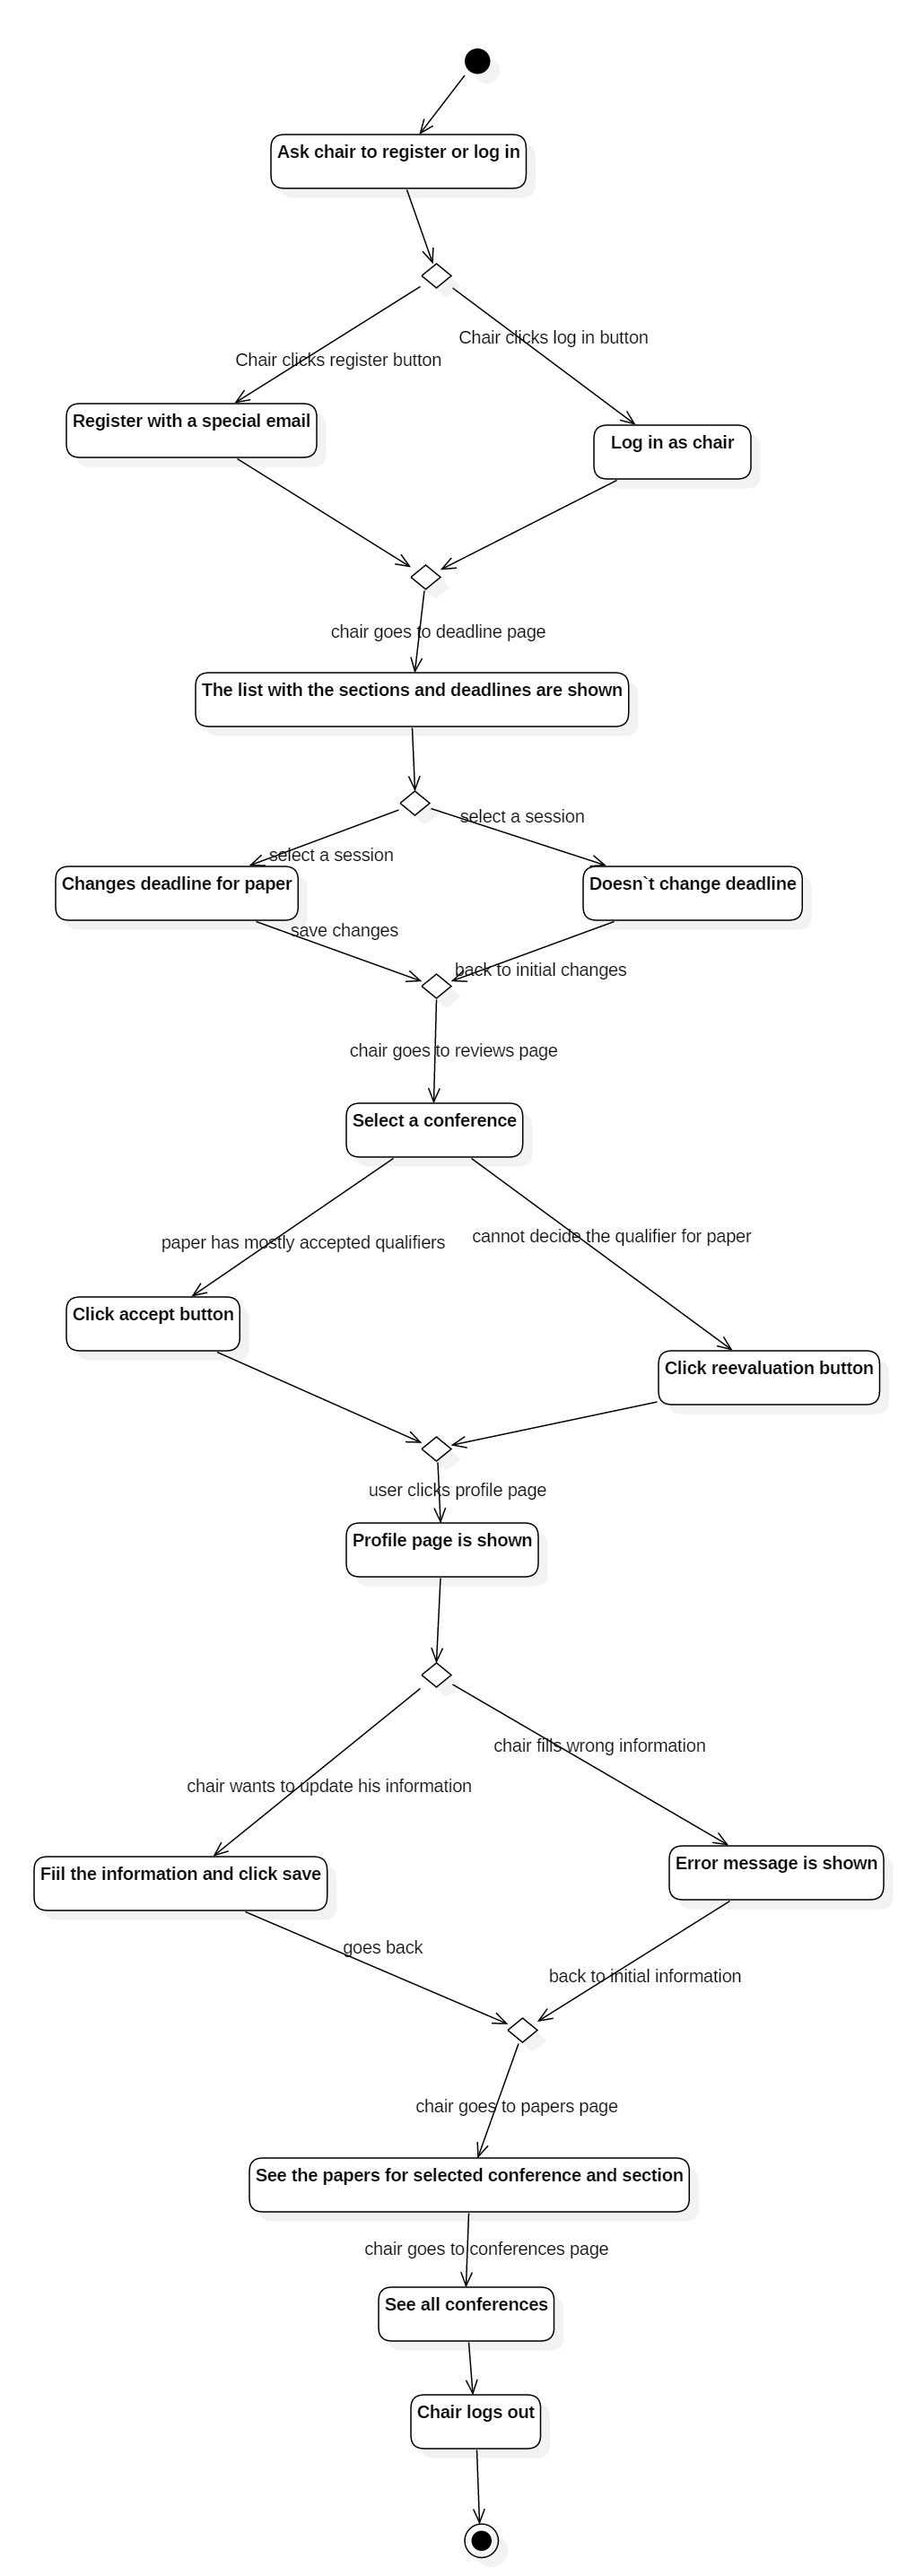 Ask chair to register or log in
Chair clicks log in button
Chair clicks register button
Register with a special email
Log in as chair
chair goes to deadline page
The list with the sections and deadlines are shown
select a session
select a session
Changes deadline for paper
Doesn`t change deadline
save changes
back to initial changes
chair goes to reviews page
Select a conference
paper has mostly accepted qualifiers
cannot decide the qualifier for paper
Click accept button
Click reevaluation button
user clicks profile page
Profile page is shown
chair fills wrong information
chair wants to update his information
Fiil the information and click save
Error message is shown
goes back
back to initial information
chair goes to papers page
See the papers for selected conference and section
chair goes to conferences page
See all conferences
Chair logs out